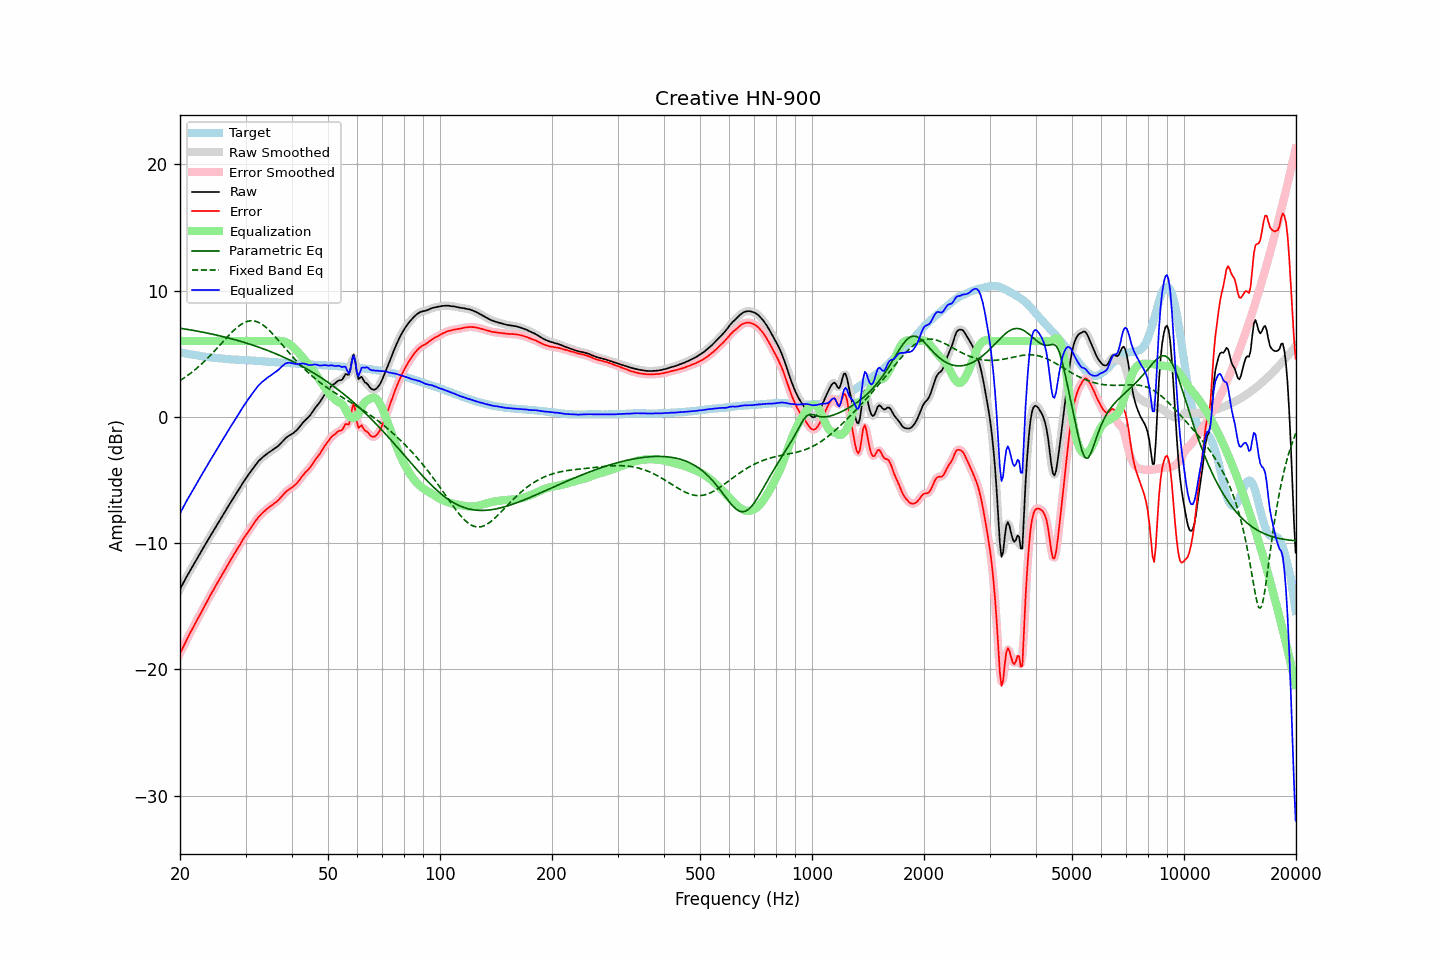 Creative HN-900
Target
Raw Smoothed
Error Smoothed
Raw
Error
Equalization
Parametric Eq
Fixed Band Eq
Equalized
Amplitude (dBr)
20
10
0
−10
−20
−30
20
50
100
200
500
1000
2000
5000
10000
20000
Frequency (Hz)